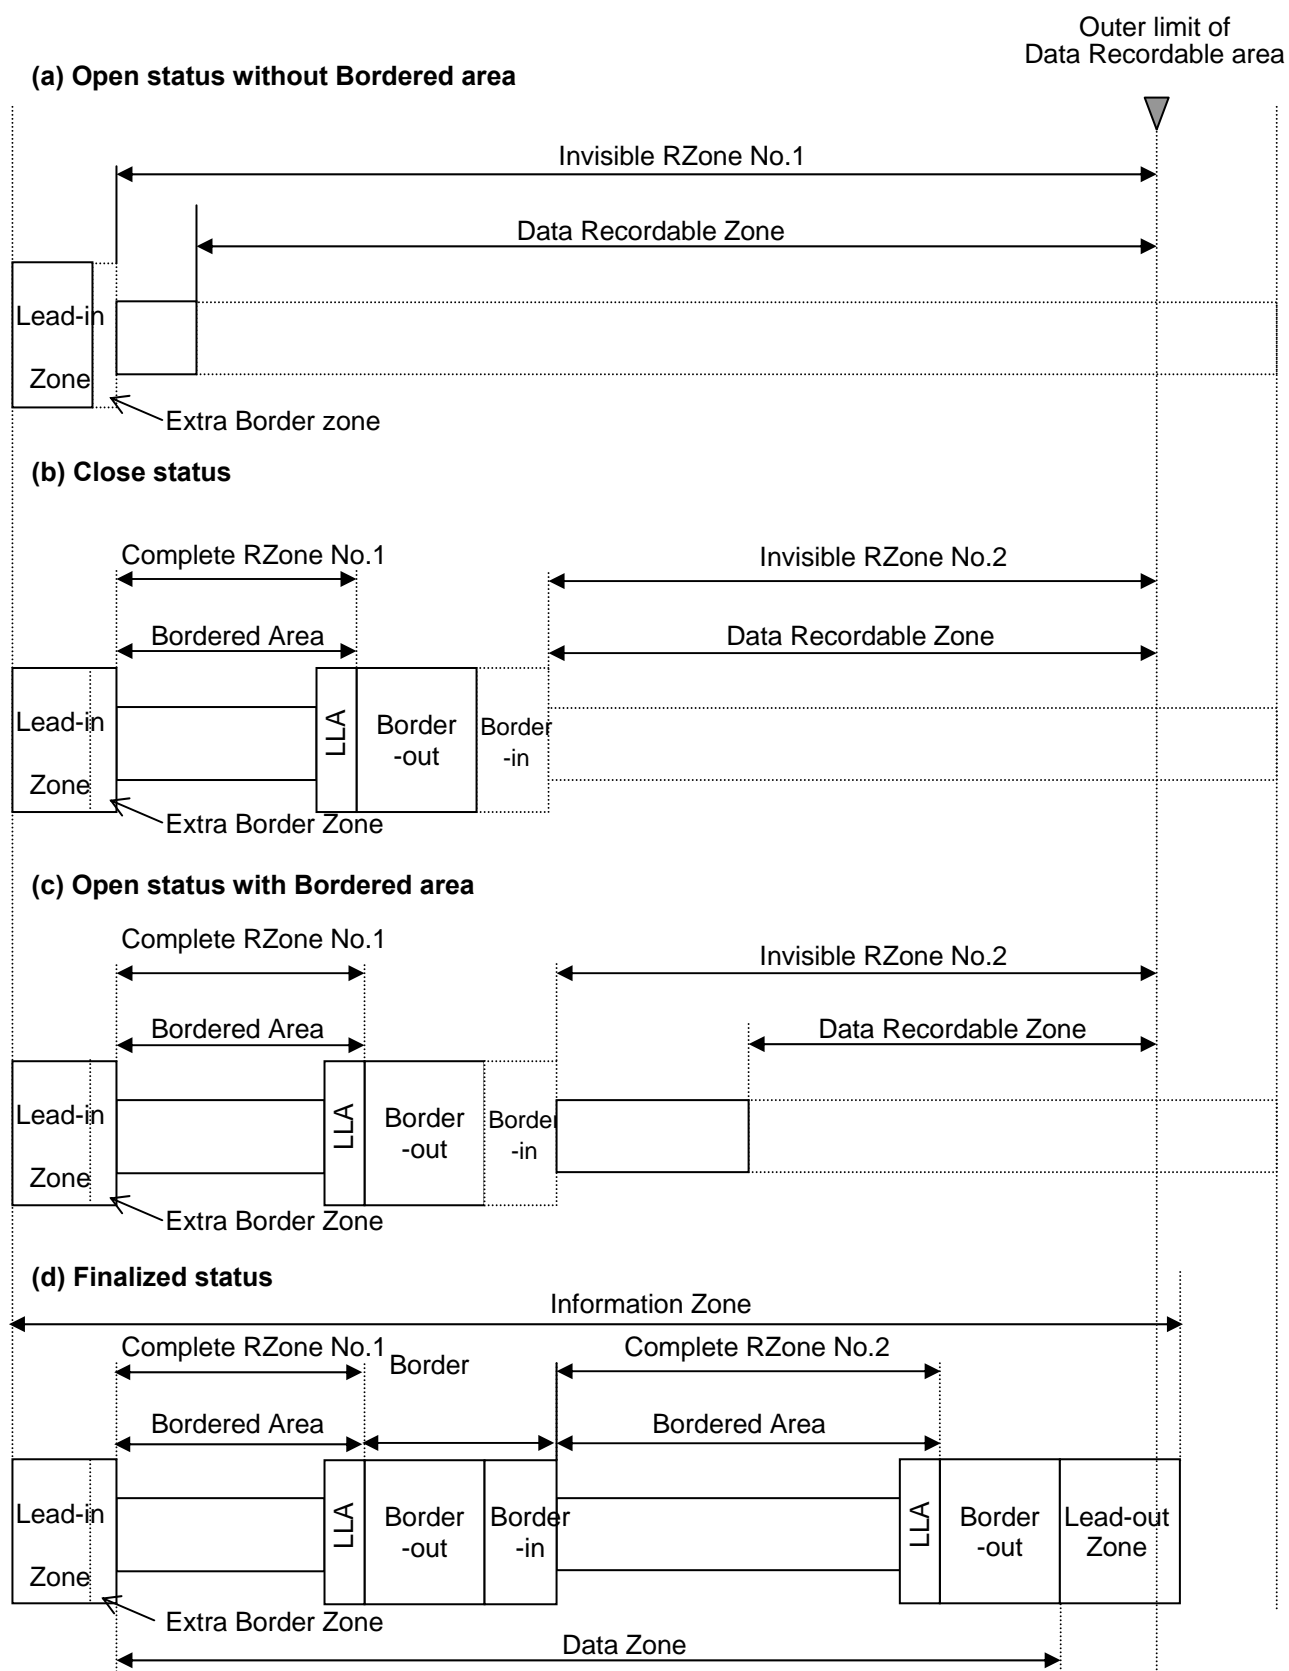 Outer limit of
Data Recordable area
(a) Open status without Bordered area
Invisible RZone No.1
Data Recordable Zone
Lead-in
Zone
Extra Border zone
(b) Close status
Complete RZone No.1
Invisible RZone No.2
Bordered Area
Data Recordable Zone
Lead-in
Zone
LLA
Border
-out
Border
-in
Extra Border Zone
(c) Open status with Bordered area
Complete RZone No.1
Invisible RZone No.2
Bordered Area
Data Recordable Zone
Lead-in
Zone
LLA
Border
-out
Border
-in
Extra Border Zone
(d) Finalized status
Information Zone
Complete RZone No.1
Border
Complete RZone No.2
Bordered Area
Bordered Area
Lead-in
Zone
LLA
Border
-out
Border
-in
LLA
Border
-out
Lead-out
Zone
Extra Border Zone
Data Zone